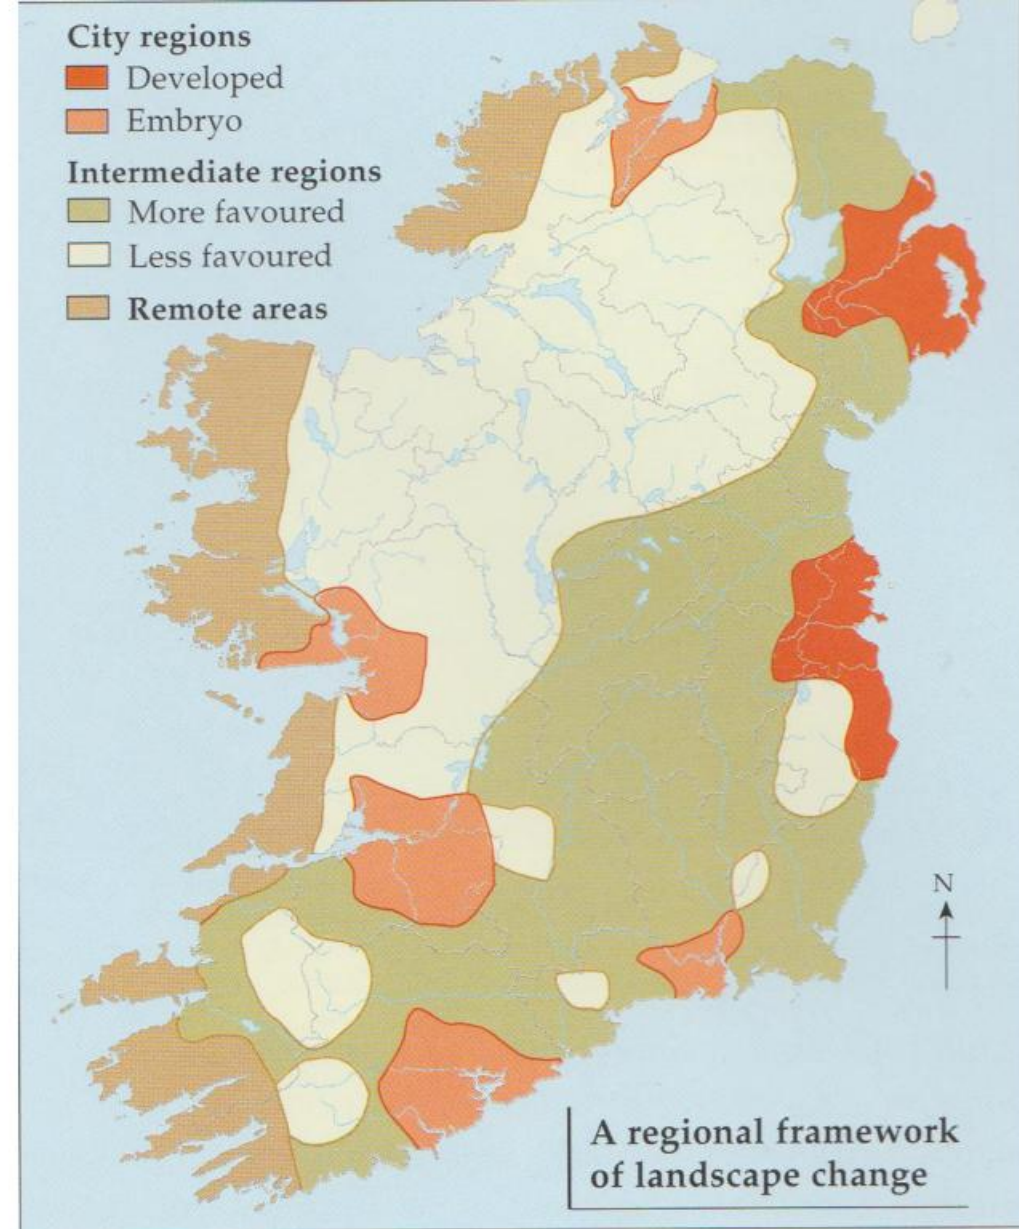 City regions
Developed
Embryo
Intermediate regions
More favoured
Less favoured
Remote areas
N
A regional framework
of landscape change